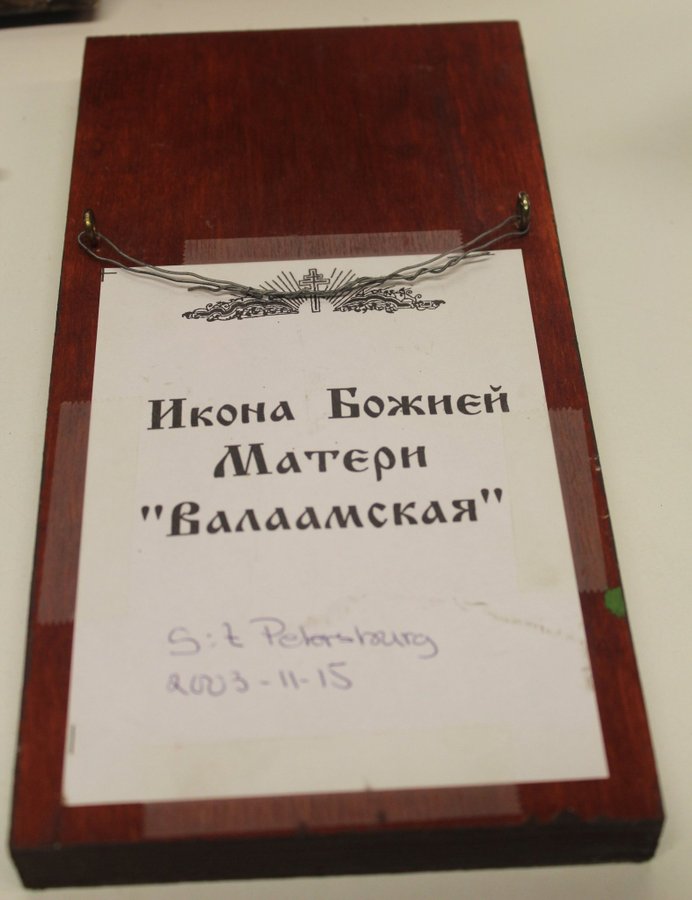 Икона Божией
Матери
"Валаамская"
S:t Petersburg
2003-11-15